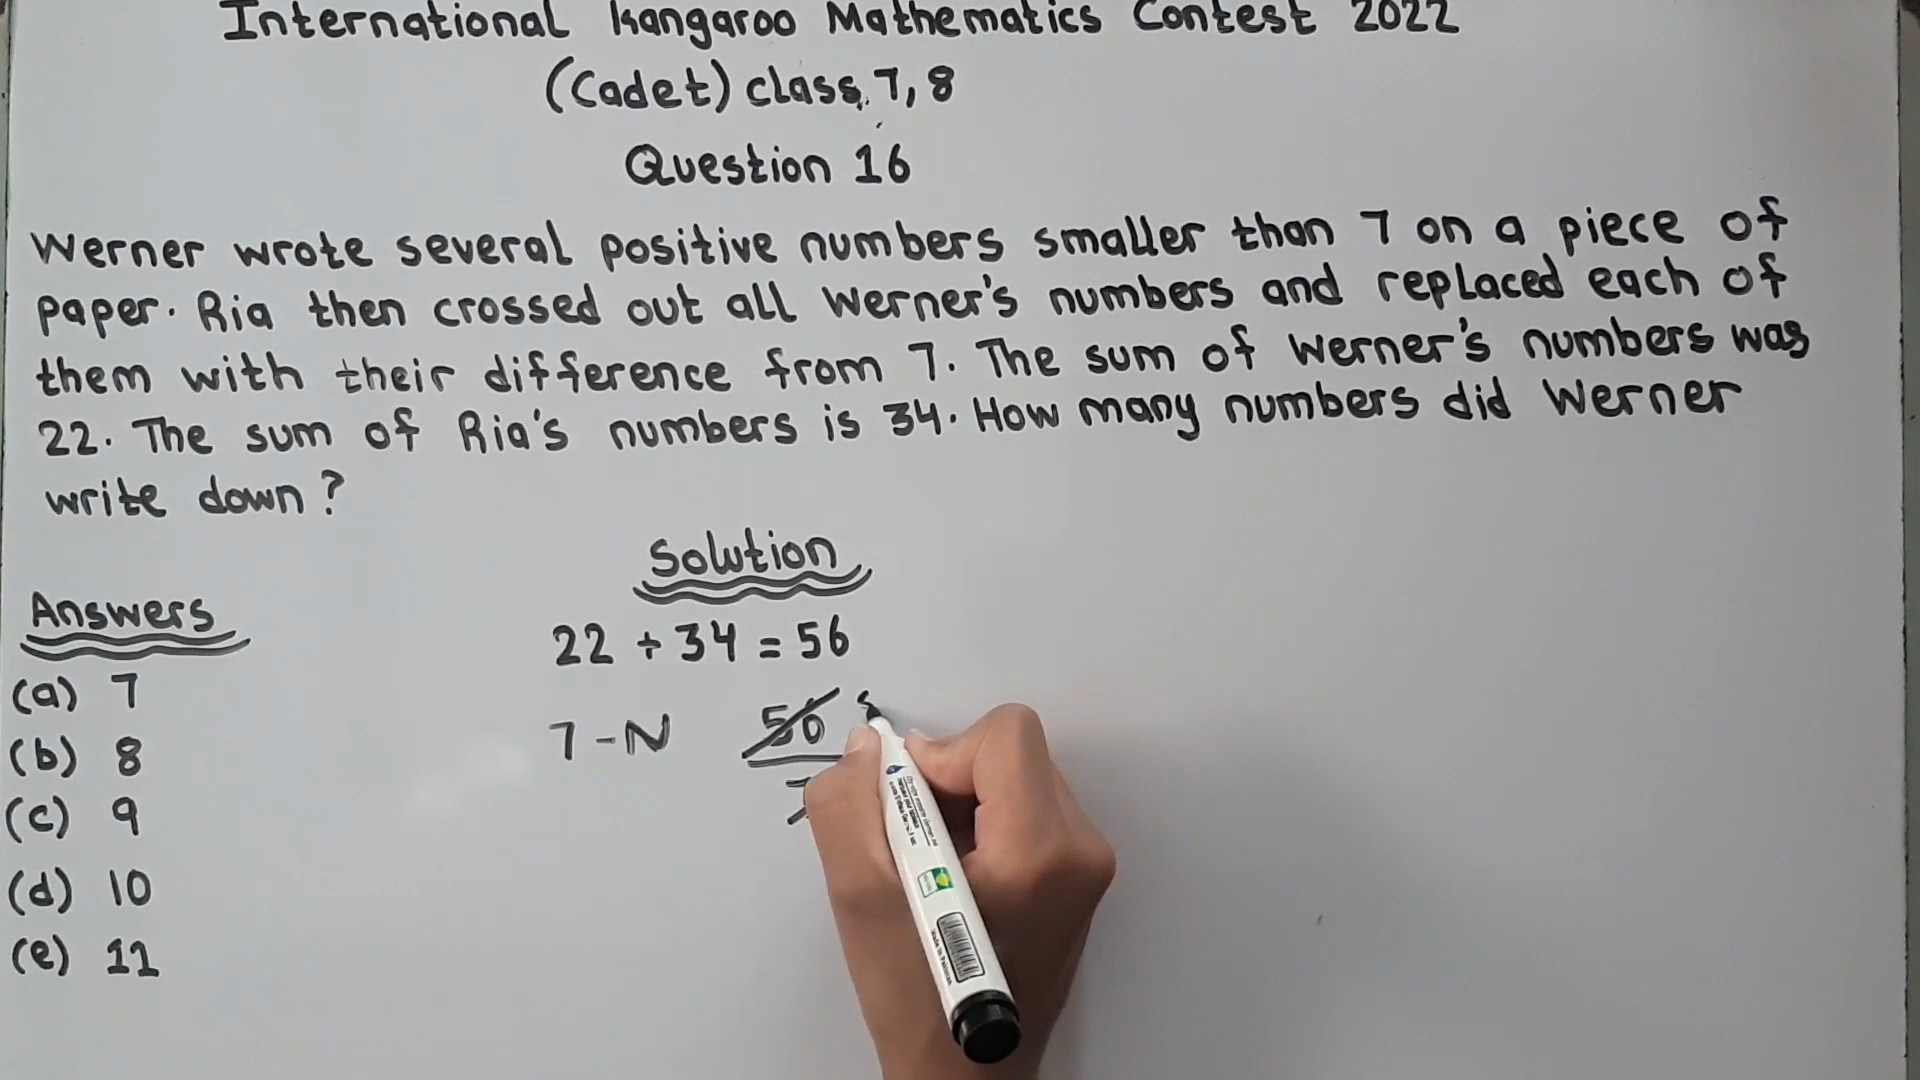 International Kangaroo Mathematics Contest 2022
(Cadet) class 7, 8
Question 16
Werner wrote several positive numbers smaller than 7 on a piece of
paper. Ria then crossed out all Werner's numbers and replaced each of
them with their difference from 7. The sum of Werner's numbers was
22. The sum of Ria's numbers is 34. How many numbers did Werner
write down?
Solution
Answers
22 + 34 = 56
(a) 7
7-N 56
(b) 8
(c) 9
(d) 10
(e) 11
Made in Pakistan